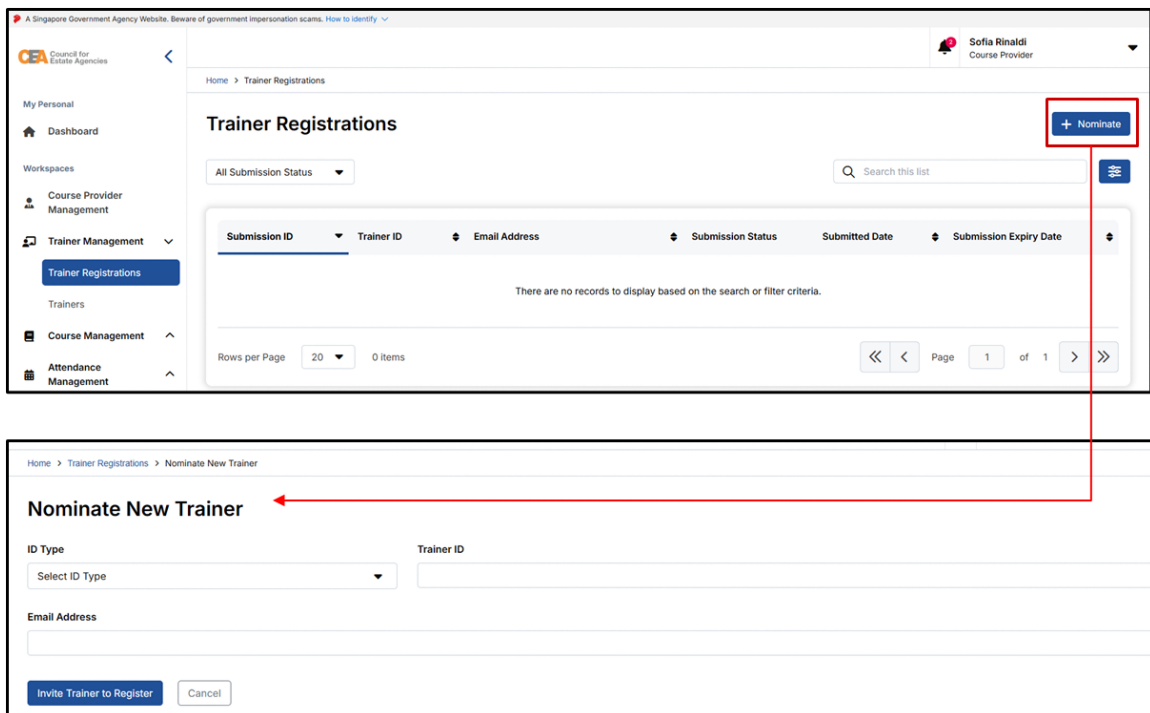 A Singapore Government Agency Website. Beware of government impersonation scams. How to identify
CEA Council for Estate Agencies
2
Sofia Rinaldi
Course Provider
Home > Trainer Registrations
My Personal
Dashboard
Workspaces
Course Provider
Management
Trainer Management
Trainer Registrations
Trainers
Course Management
Attendance
Management
Trainer Registrations
+ Nominate
All Submission Status
Search this list
Submission ID Trainer ID Email Address Submission Status Submitted Date Submission Expiry Date
There are no records to display based on the search or filter criteria.
Rows per Page 20 0 items Page 1 of 1
Home > Trainer Registrations > Nominate New Trainer
Nominate New Trainer
ID Type Trainer ID
Select ID Type
Email Address
Invite Trainer to Register Cancel